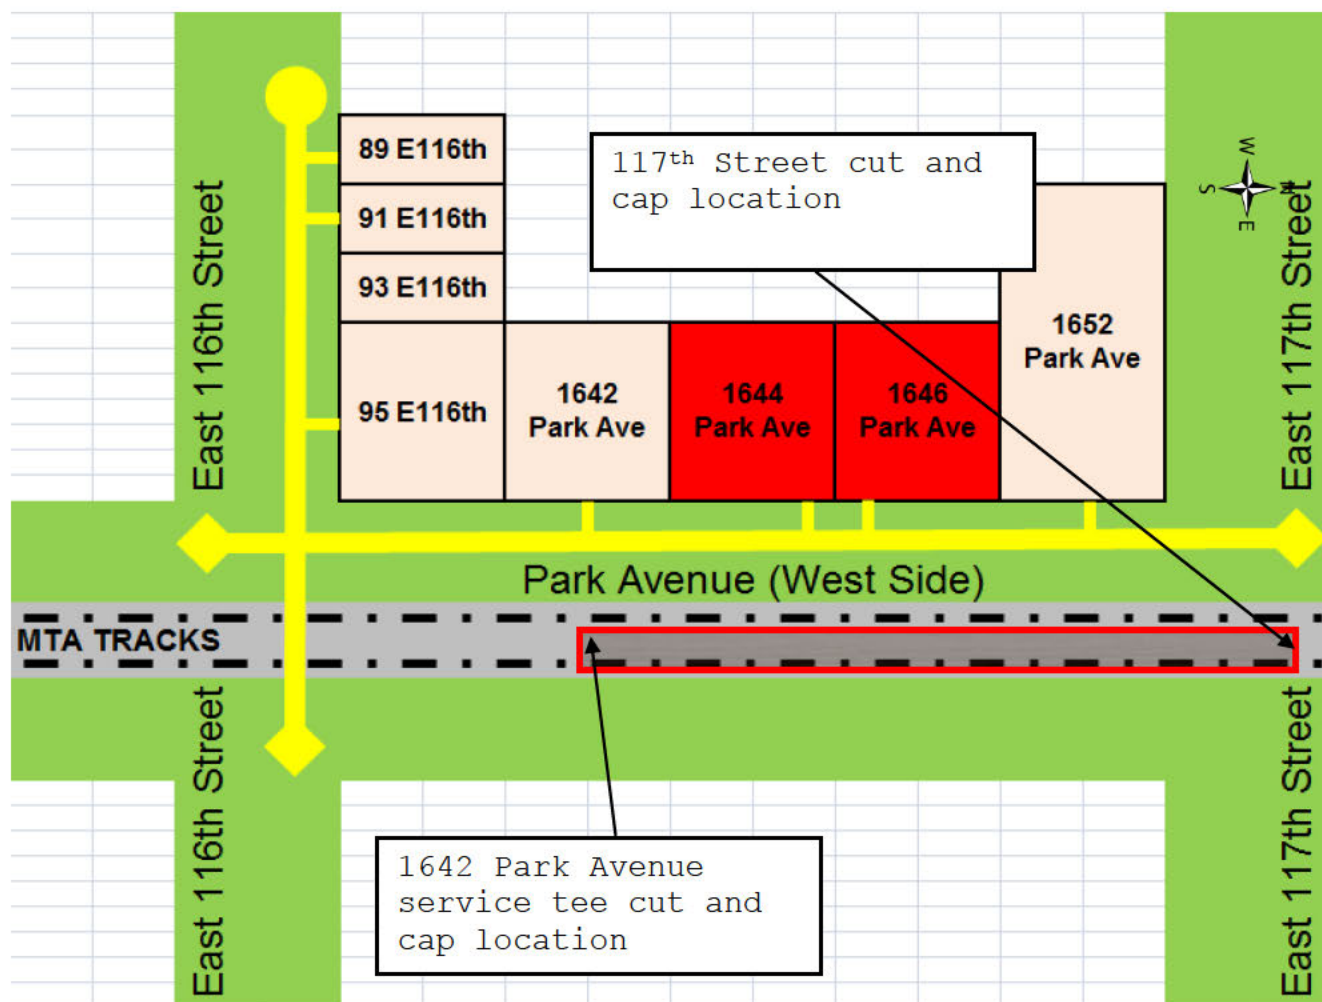 89 E116th
91 E116th
93 E116th
95 E116th
1642
Park Ave
1644
Park Ave
1646
Park Ave
1652
Park Ave
117th Street cut and
cap location
W
N
S
E
East 116th Street
East 117th Street
Park Avenue (West Side)
MTA TRACKS
East 116th Street
East 117th Street
1642 Park Avenue
service tee cut and
cap location